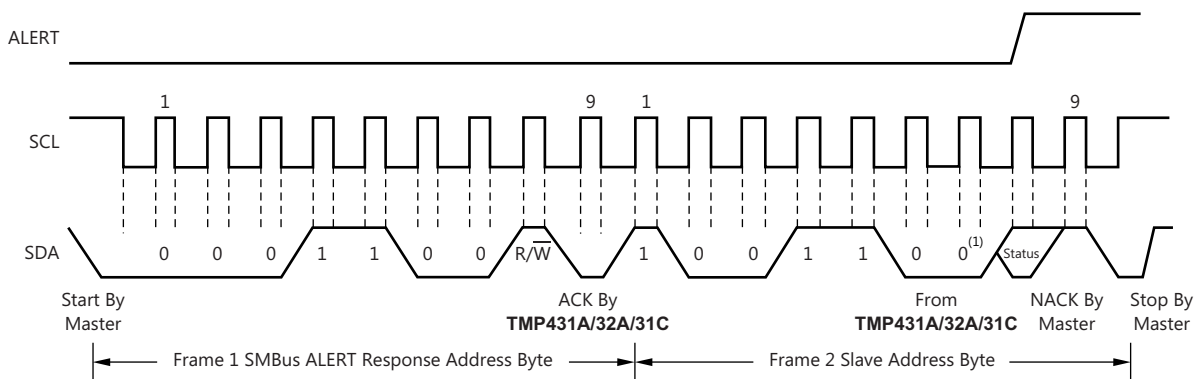 ALERT
1 9 1 9
SCL
SDA 0 0 0 1 1 0 0 R/W 1 0 0 1 1 0 0(1) Status
Start By
Master
ACK By
TMP431A/32A/31C
From
TMP431A/32A/31C
NACK By
Master
Stop By
Master
Frame 1 SMBus ALERT Response Address Byte
Frame 2 Slave Address Byte